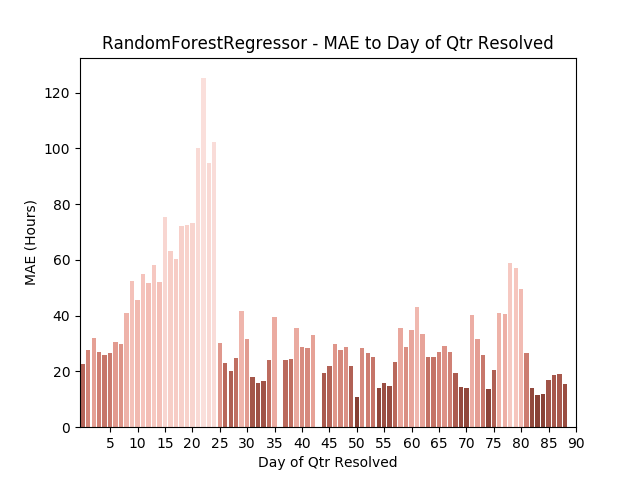 RandomForestRegressor - MAE to Day of Qtr Resolved
MAE (Hours)
120
100
80
60
40
20
0
5 10 15 20 25 30 35 40 45 50 55 60 65 70 75 80 85 90
Day of Qtr Resolved